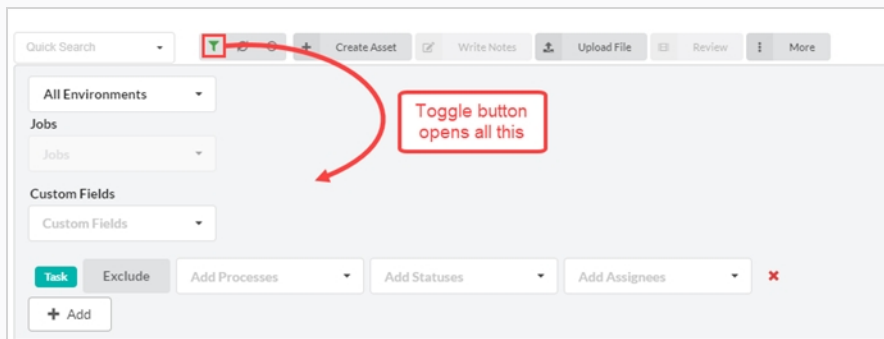 Quick Search
Create Asset
Write Notes
Upload File
Review
More
All Environments
Toggle button
opens all this
Jobs
Jobs
Custom Fields
Custom Fields
Task Exclude Add Processes Add Statuses Add Assignees
Add